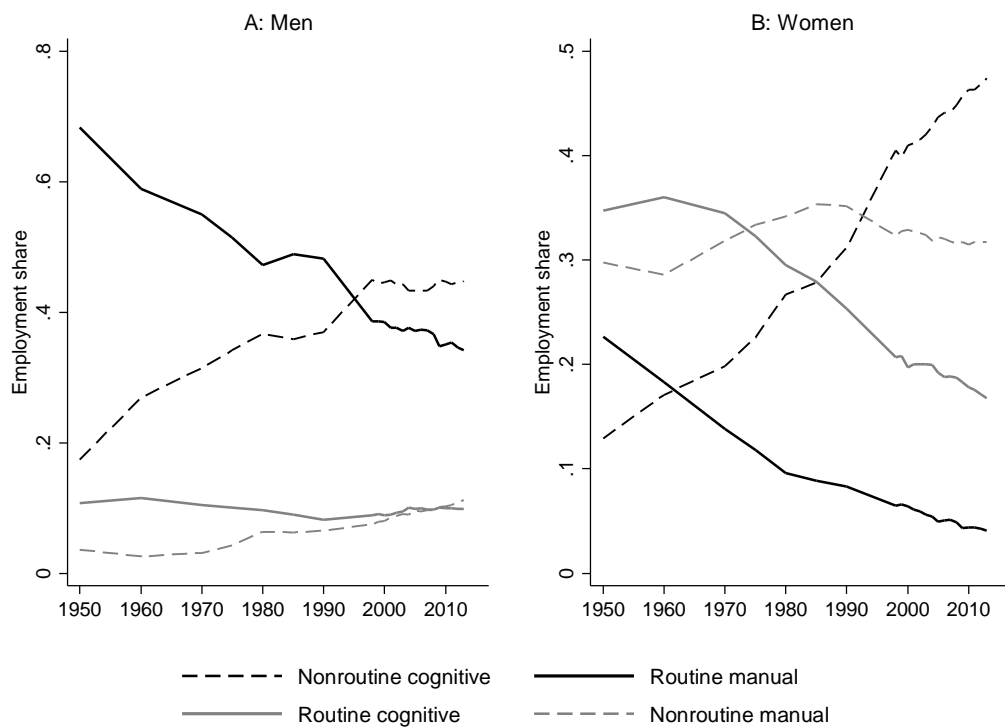 A: Men
B: Women
Employment share
.8
.6
.4
.2
0
1950 1960 1970 1980 1990 2000 2010
Employment share
.5
.4
.3
.2
.1
0
1950 1960 1970 1980 1990 2000 2010
Nonroutine cognitive
Routine manual
Routine cognitive
Nonroutine manual